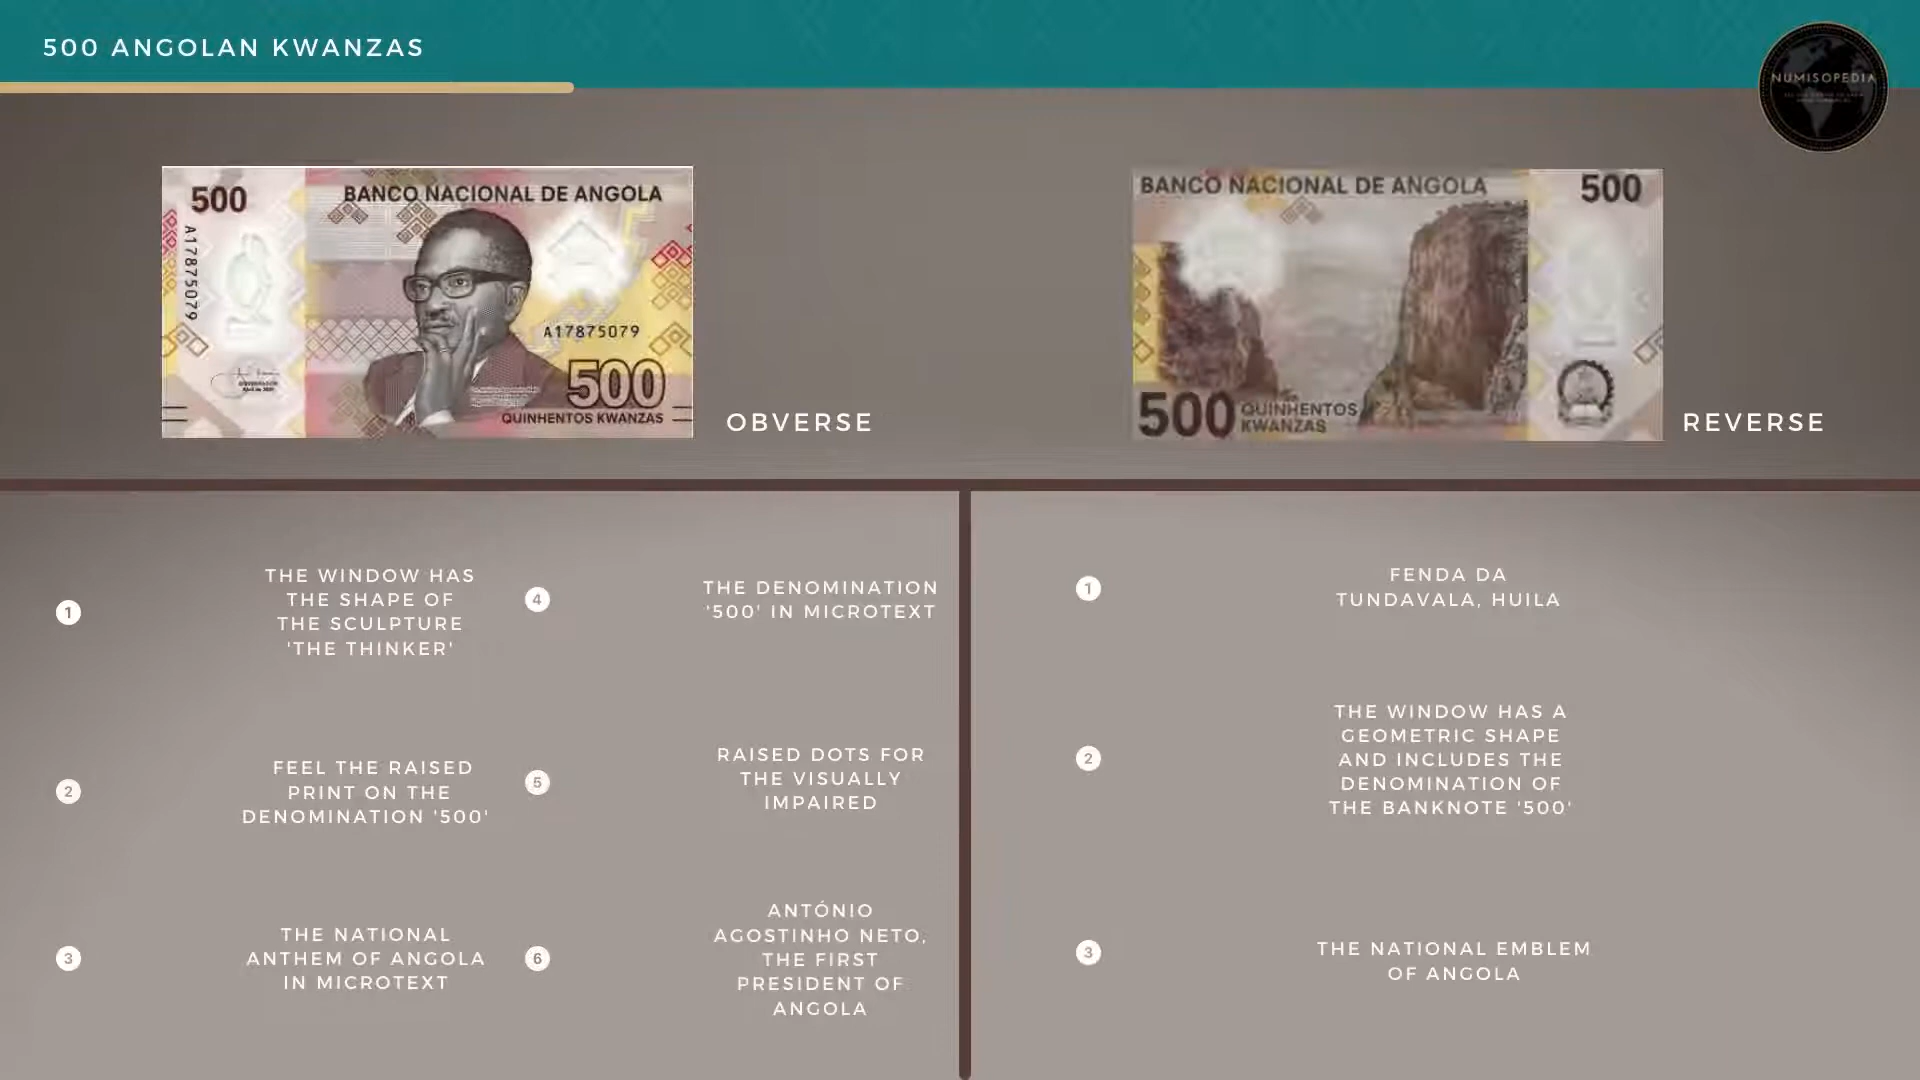 500 ANGOLAN KWANZAS
NUMISOPEDIA
500
BANCO NACIONAL DE ANGOLA
A17875079
A17875079
500
QUINHENTOS KWANZAS
OBVERSE
BANCO NACIONAL DE ANGOLA
500
500
QUINHENTOS
KWANZAS
REVERSE
1
THE WINDOW HAS
THE SHAPE OF
THE SCULPTURE
'THE THINKER'
2
FEEL THE RAISED
PRINT ON THE
DENOMINATION '500'
3
THE NATIONAL
ANTHEM OF ANGOLA
IN MICROTEXT
4
THE DENOMINATION
'500' IN MICROTEXT
5
RAISED DOTS FOR
THE VISUALLY
IMPAIRED
6
ANTÓNIO
AGOSTINHO NETO,
THE FIRST
PRESIDENT OF
ANGOLA
1
FENDA DA
TUNDAVALA, HUILA
2
THE WINDOW HAS A
GEOMETRIC SHAPE
AND INCLUDES THE
DENOMINATION OF
THE BANKNOTE '500'
3
THE NATIONAL EMBLEM
OF ANGOLA